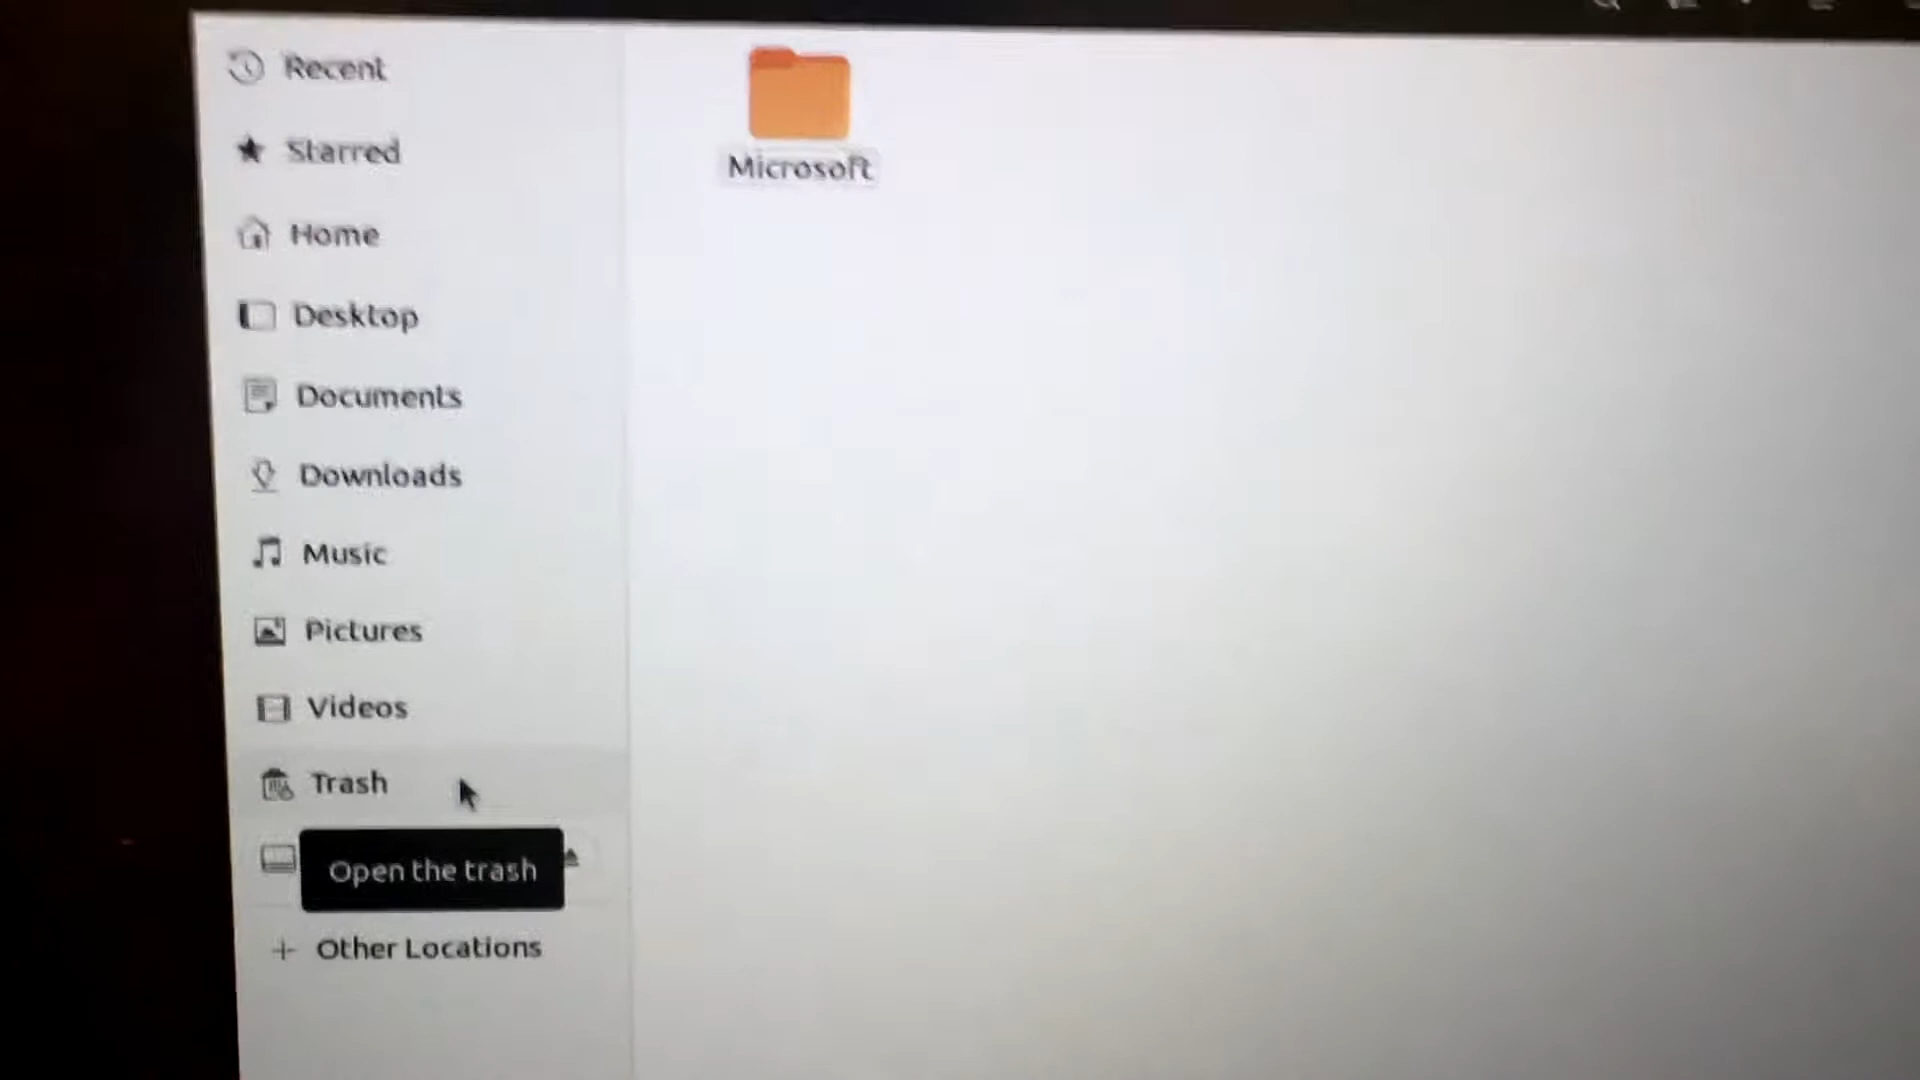 Recent
Starred
Home
Desktop
Documents
Downloads
Music
Pictures
Videos
Trash
Open the trash
Other Locations
Microsoft